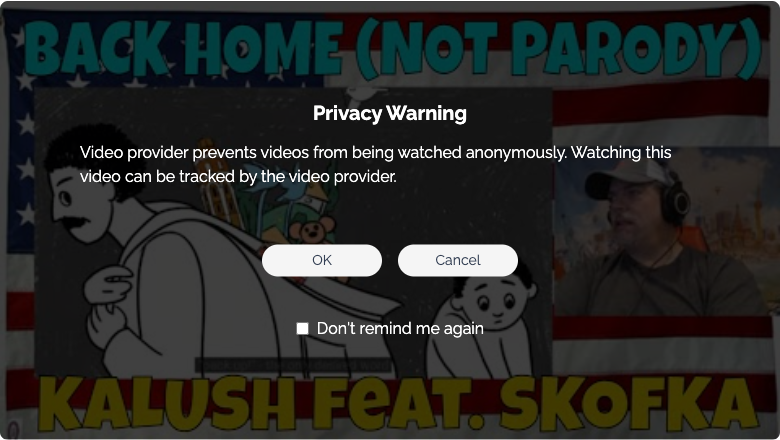 BACK HOME (NOT PARODY)
Privacy Warning
Video provider prevents videos from being watched anonymously. Watching this
video can be tracked by the video provider.
OK Cancel
Don't remind me again
KALUSH FeAT. SKOFKA